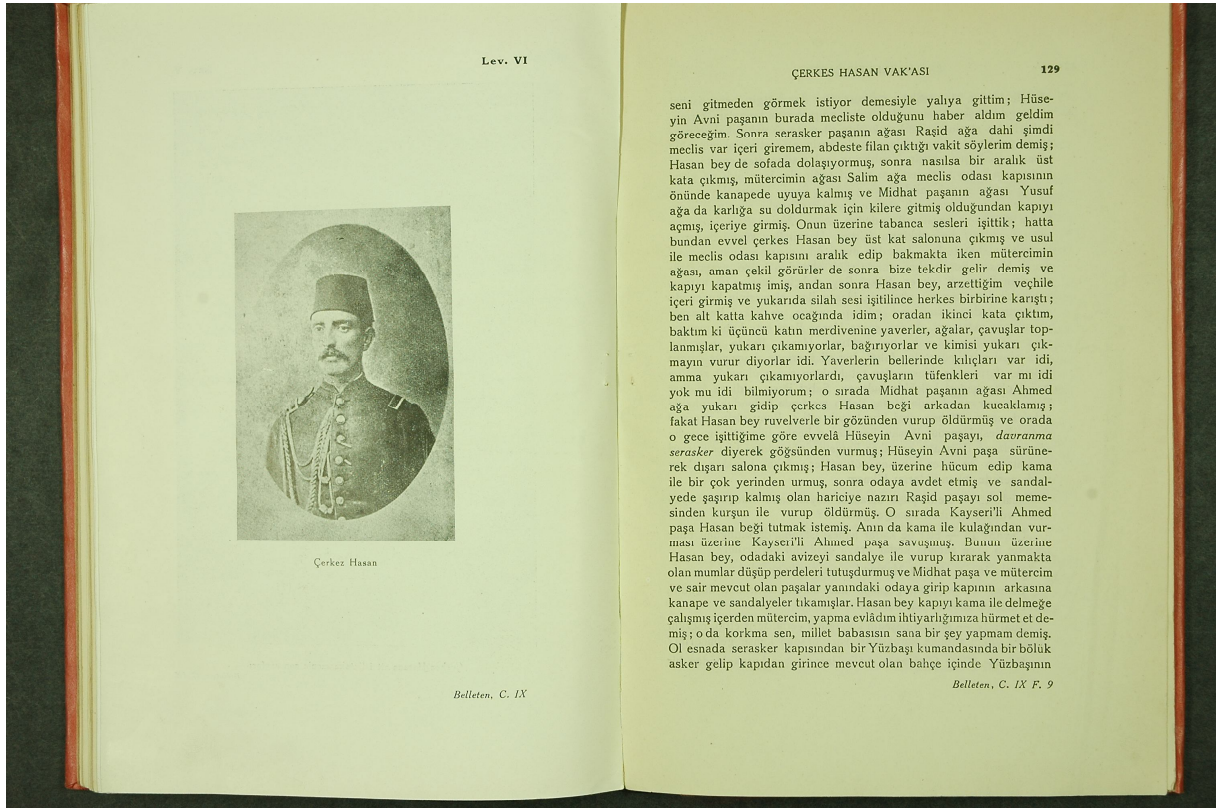 Lev. VI
Çerkez Hasan
Belleten, C. IX
ÇERKES HASAN VAK'ASI 129
seni gitmeden görmek istiyor demesiyle yalıya gittim; Hüse-
yin Avni paşanın burada mecliste olduğunu haber aldım geldim
göreceğim. Sonra serasker paşanın ağası Raşid ağa dahi şimdi
meclis var içeri giremem, abdeste filan çıktığı vakit söylerim demiş;
Hasan bey de sofada dolaşıyormuş, sonra nasılsa bir aralık üst
kata çıkmış, mütercimin ağası Salim ağa meclis odası kapısının
önünde kanapede uyuya kalmış ve Midhat paşanın ağası Yusuf
ağa da karlığa su doldurmak için kilere gitmiş olduğundan kapıyı
açmış, içeriye girmiş. Onun üzerine tabanca sesleri işittik; hatta
bundan evvel çerkes Hasan bey üst kat salonuna çıkmış ve usul
ile meclis odası kapısını aralık edip bakmakta iken mütercimin
ağası, aman çekil görürler de sonra bize tekdir gelir demiş ve
kapıyı kapatmış imiş, andan sonra Hasan bey, arzettiğim veçhile
içeri girmiş ve yukarıda silah sesi işitilince herkes birbirine karıştı;
ben alt katta kahve ocağında idim; oradan ikinci kata çıktım,
baktım ki üçüncü katın merdivenine yaverler, ağalar, çavuşlar top-
lanmışlar, yukarı çıkamıyorlar, bağırıyorlar ve kimisi yukarı çık-
mayın vurur diyorlar idi. Yaverlerin bellerinde kılıçları var idi,
amma yukarı çıkamıyorlardı, çavuşların tüfenkleri var mı idi
yok mu idi bilmiyorum; o sırada Midhat paşanın ağası Ahmed
ağa yukarı gidip çerkes Hasan beği arkadan kucaklamış;
fakat Hasan bey ruvelverle bir gözünden vurup öldürmüş ve orada
o gece işittiğime göre evvelâ Hüseyin Avni paşayı, davranma
serasker diyerek göğsünden vurmuş; Hüseyin Avni paşa sürüne-
rek dışarı salona çıkmış; Hasan bey, üzerine hücum edip kama
ile bir çok yerinden urmuş, sonra odaya avdet etmiş ve sandal-
yede şaşırıp kalmış olan hariciye nazırı Raşid paşayı sol meme-
sinden kurşun ile vurup öldürmüş. O sırada Kayseri'li Ahmed
paşa Hasan beği tutmak istemiş. Anın da kama ile kulağından vur-
ması üzerine Kayseri'li Ahmed paşa savuşmuş. Bunun üzerine
Hasan bey, odadaki avizeyi sandalye ile vurup kırarak yanmakta
olan mumlar düşüp perdeleri tutuşdurmuş ve Midhat paşa ve mütercim
ve sair mevcut olan paşalar yanındaki odaya girip kapının arkasına
kanape ve sandalyeler tıkamışlar. Hasan bey kapıyı kama ile delmeğe
çalışmış içerden mütercim, yapma evlâdım ihtiyarlığımıza hürmet et de-
miş; o da korkma sen, millet babasısın sana bir şey yapmam demiş.
Ol esnada serasker kapısından bir Yüzbaşı kumandasında bir bölük
asker gelip kapıdan girince mevcut olan bahçe içinde Yüzbaşının
Belleten, C. IX F. 9